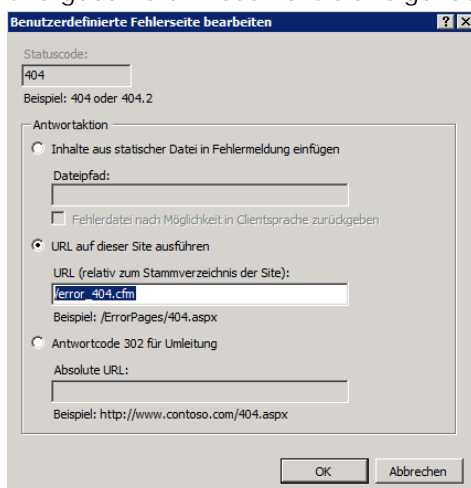 Benutzerdefinierte Fehlerseite bearbeiten
Statuscode:
404
Beispiel: 404 oder 404.2
Antwortaktion
Inhalte aus statischer Datei in Fehlermeldung einfügen
Dateipfad:
Fehlerdatei nach Möglichkeit in Clientsprache zurückgeben
URL auf dieser Site ausführen
URL (relativ zum Stammverzeichnis der Site):
/error_404.cfm
Beispiel: /ErrorPages/404.aspx
Antwortcode 302 für Umleitung
Absolute URL:
Beispiel: http://www.contoso.com/404.aspx
OK Abbrechen